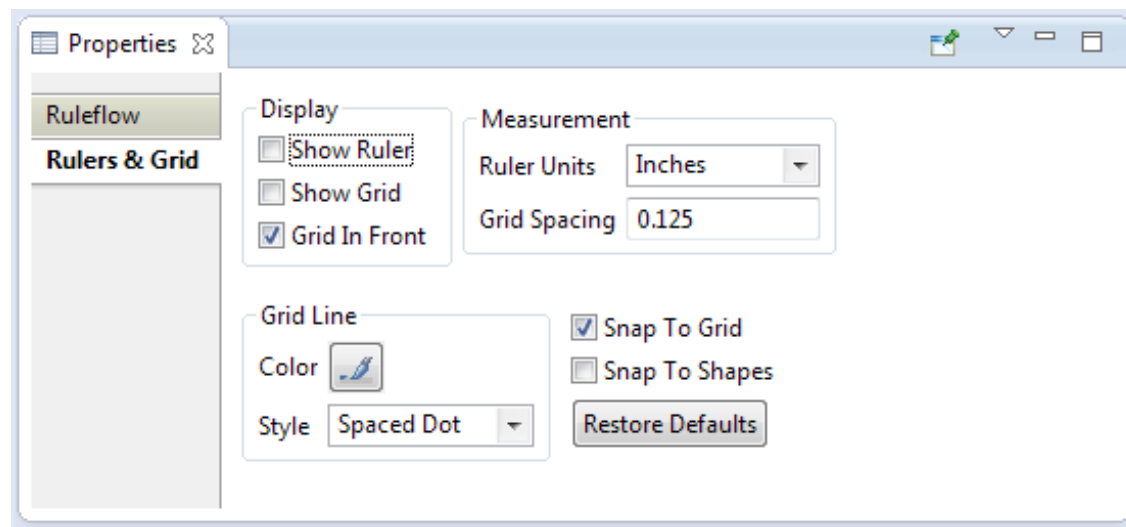 Properties
Ruleflow
Rulers & Grid
Display
Show Ruler
Show Grid
Grid In Front
Measurement
Ruler Units Inches
Grid Spacing 0.125
Grid Line
Color
Style Spaced Dot
Snap To Grid
Snap To Shapes
Restore Defaults